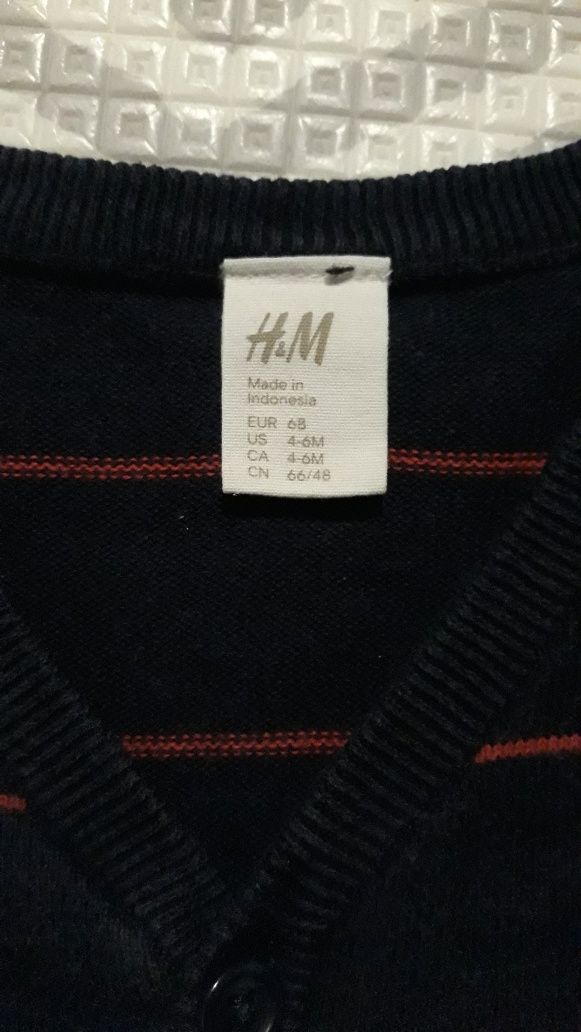 H&M
Made in
Indonesia
EUR 68
US 4-6M
CA 4-6M
CN 66/48